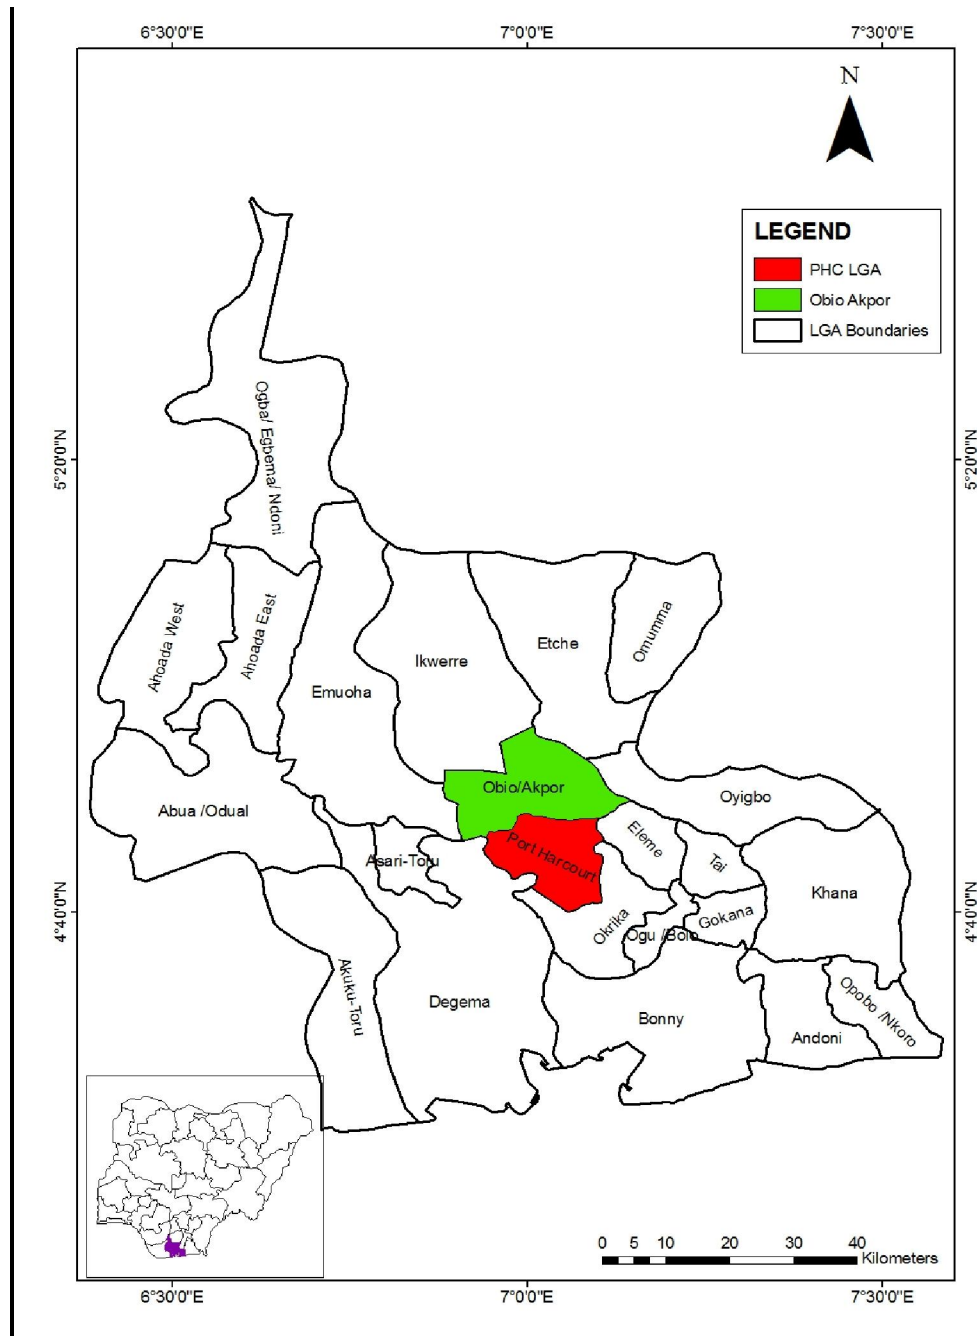 6°30'0"E
7°0'0"E
7°30'0"E
N
LEGEND
PHC LGA
Obio Akpor
LGA Boundaries
5°20'0"N
5°20'0"N
Ogba/ Egbema/ Ndoni
Ahoada West
Ahoada East
Emuoha
Ikwerre
Etche
Omumma
Abua /Odual
Obio/Akpor
Oyigbo
Asari-Toru
Port Harcourt
Eleme
Tai
Khana
4°40'0"N
4°40'0"N
Okrika
Ogu /Bolo
Gokana
Akuku-Toru
Degema
Bonny
Andoni
Opobo /Nkoro
0 5 10 20 30 40
Kilometers
6°30'0"E
7°0'0"E
7°30'0"E